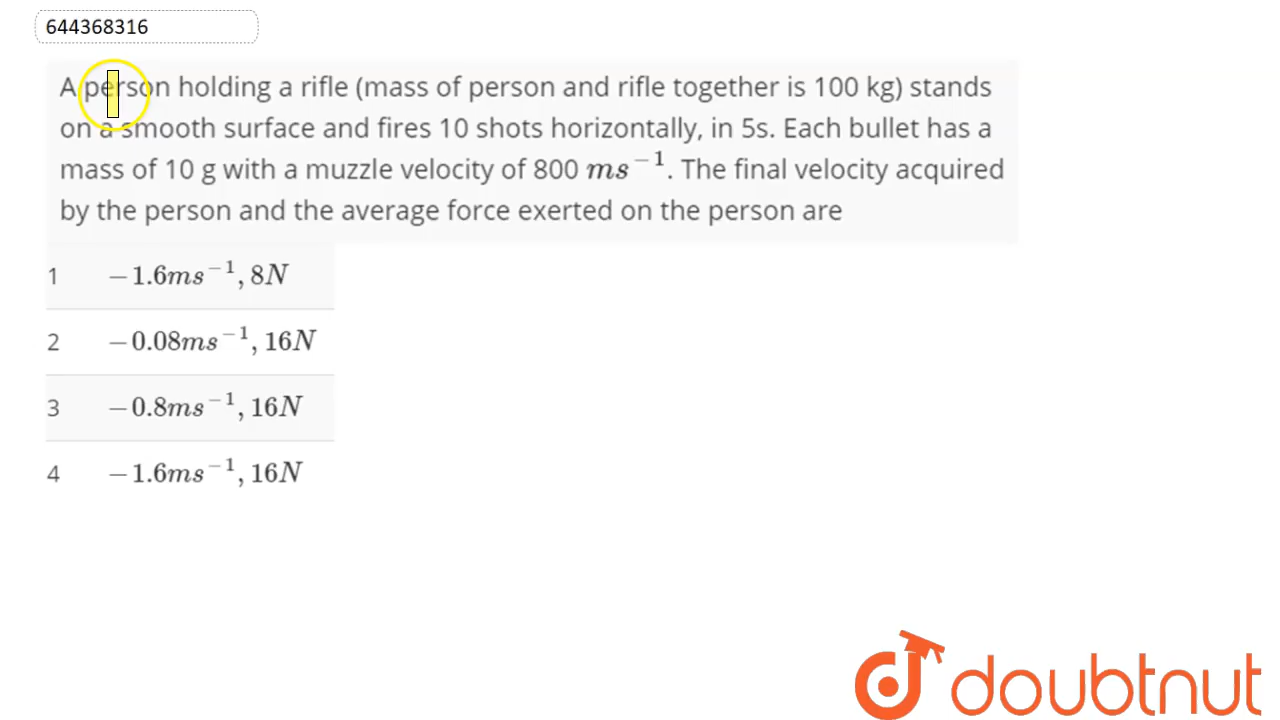 644368316
A person holding a rifle (mass of person and rifle together is 100 kg) stands
on a smooth surface and fires 10 shots horizontally, in 5s. Each bullet has a
mass of 10 g with a muzzle velocity of 800 ms⁻¹. The final velocity acquired
by the person and the average force exerted on the person are
1 −1.6ms⁻¹, 8N
2 −0.08ms⁻¹, 16N
3 −0.8ms⁻¹, 16N
4 −1.6ms⁻¹, 16N
doubtnut